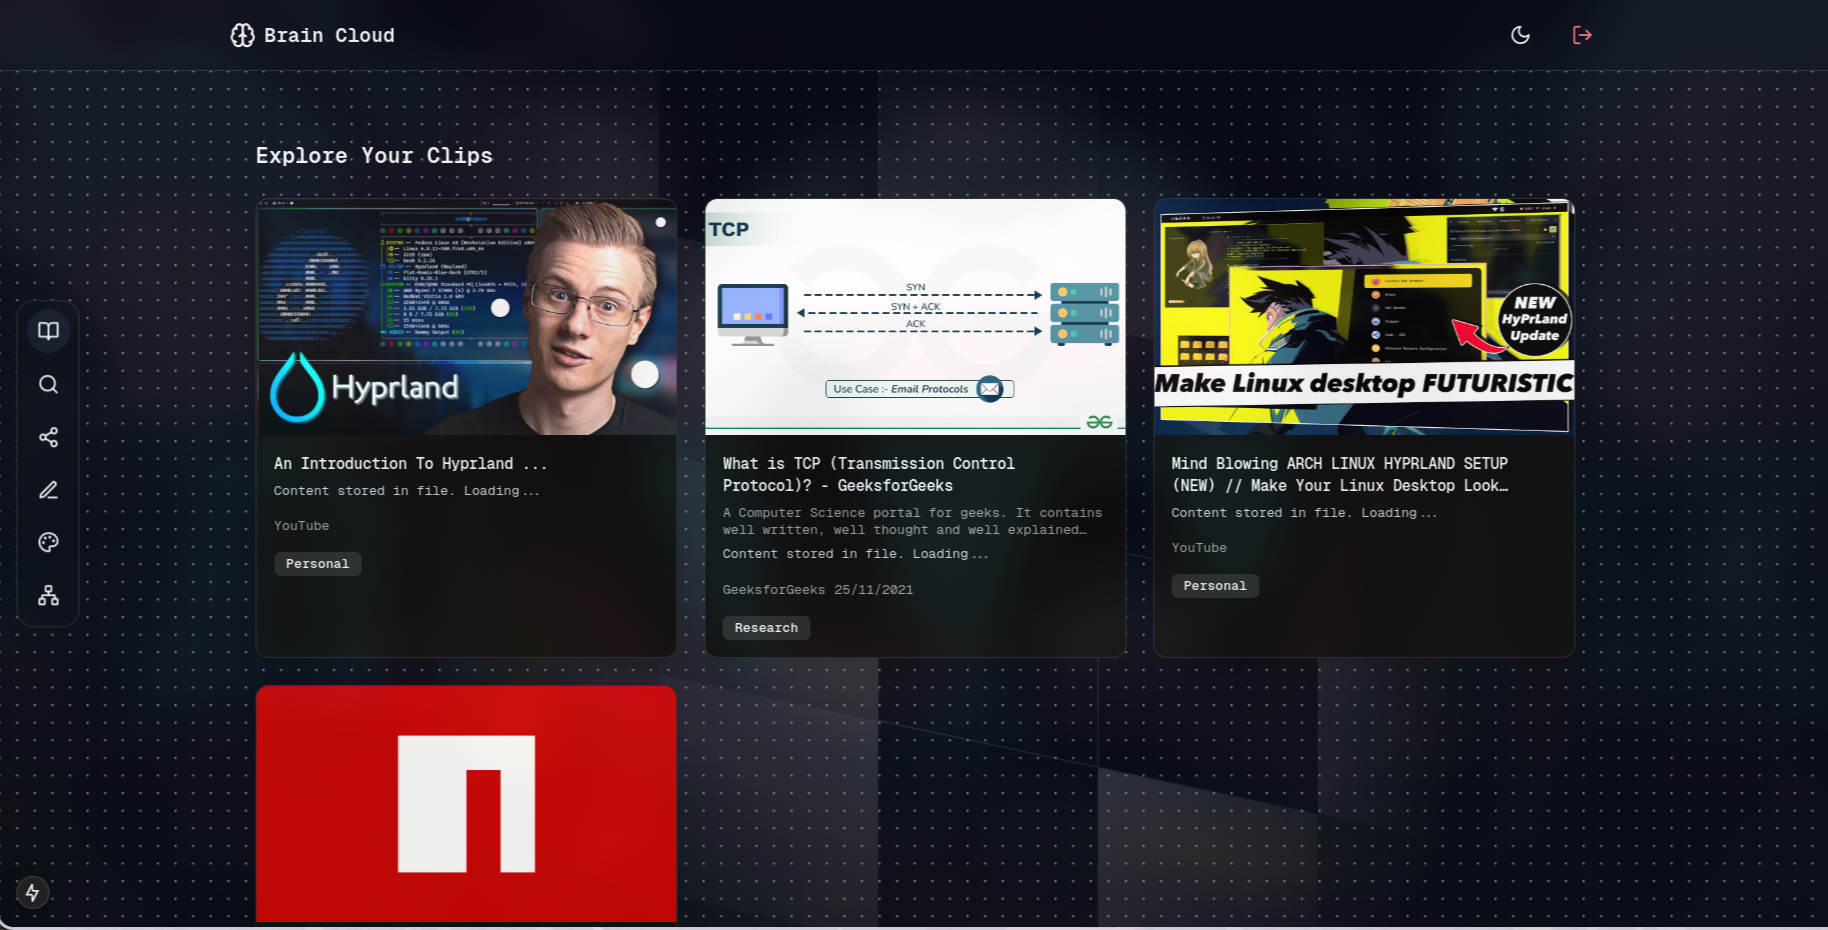 Brain Cloud
Explore Your Clips
Hyprland
An Introduction To Hyprland ...
Content stored in file. Loading...
YouTube
Personal
TCP
SYN
SYN + ACK
ACK
Use Case :- Email Protocols
What is TCP (Transmission Control
Protocol)? - GeeksforGeeks
A Computer Science portal for geeks. It contains
well written, well thought and well explained…
Content stored in file. Loading...
GeeksforGeeks 25/11/2021
Research
NEW
HyPrLand
Update
Make Linux desktop FUTURISTIC
Mind Blowing ARCH LINUX HYPRLAND SETUP
(NEW) // Make Your Linux Desktop Look…
Content stored in file. Loading...
YouTube
Personal